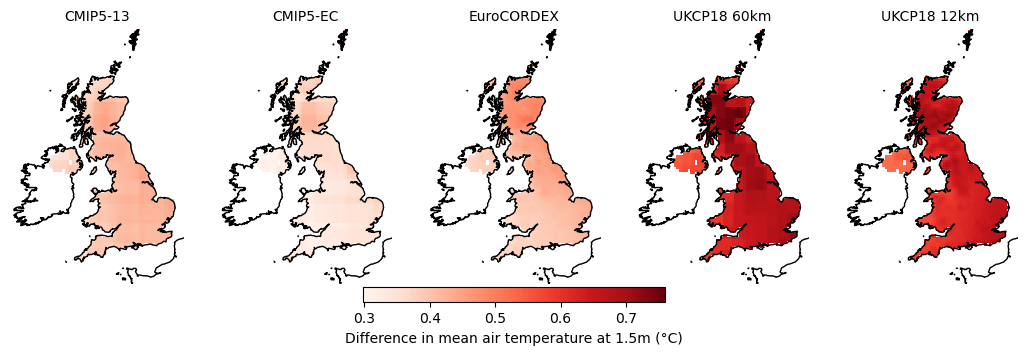 CMIP5-13 CMIP5-EC EuroCORDEX UKCP18 60km UKCP18 12km
0.3 0.4 0.5 0.6 0.7
Difference in mean air temperature at 1.5m (°C)